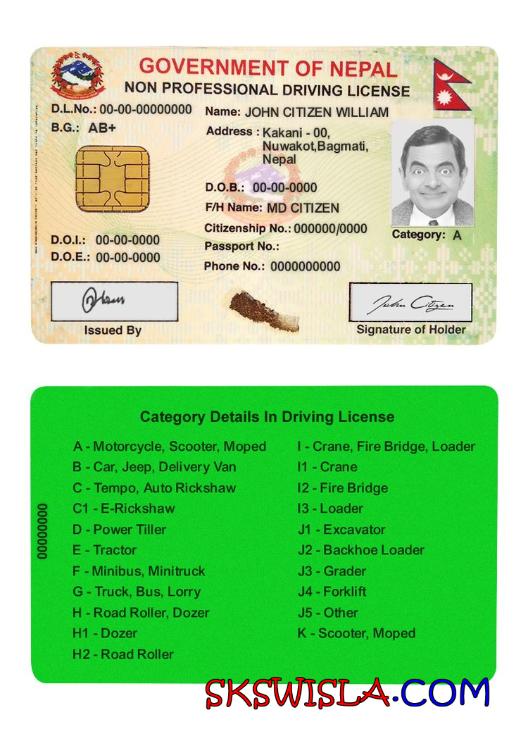 GOVERNMENT OF NEPAL
NON PROFESSIONAL DRIVING LICENSE
D.L.No.: 00-00-00000000
B.G.: AB+
Name: JOHN CITIZEN WILLIAM
Address : Kakani - 00,
Nuwakot,Bagmati,
Nepal
D.O.B.: 00-00-0000
F/H Name: MD CITIZEN
Citizenship No.: 000000/0000
Passport No.:
Phone No.: 0000000000
D.O.I.: 00-00-0000
D.O.E.: 00-00-0000
Category: A
Issued By
John Citzen
Signature of Holder
Category Details In Driving License
A - Motorcycle, Scooter, Moped
B - Car, Jeep, Delivery Van
C - Tempo, Auto Rickshaw
C1 - E-Rickshaw
D - Power Tiller
E - Tractor
F - Minibus, Minitruck
G - Truck, Bus, Lorry
H - Road Roller, Dozer
H1 - Dozer
H2 - Road Roller
I - Crane, Fire Bridge, Loader
I1 - Crane
I2 - Fire Bridge
I3 - Loader
J1 - Excavator
J2 - Backhoe Loader
J3 - Grader
J4 - Forklift
J5 - Other
K - Scooter, Moped
00000000
SKSWISLA.COM